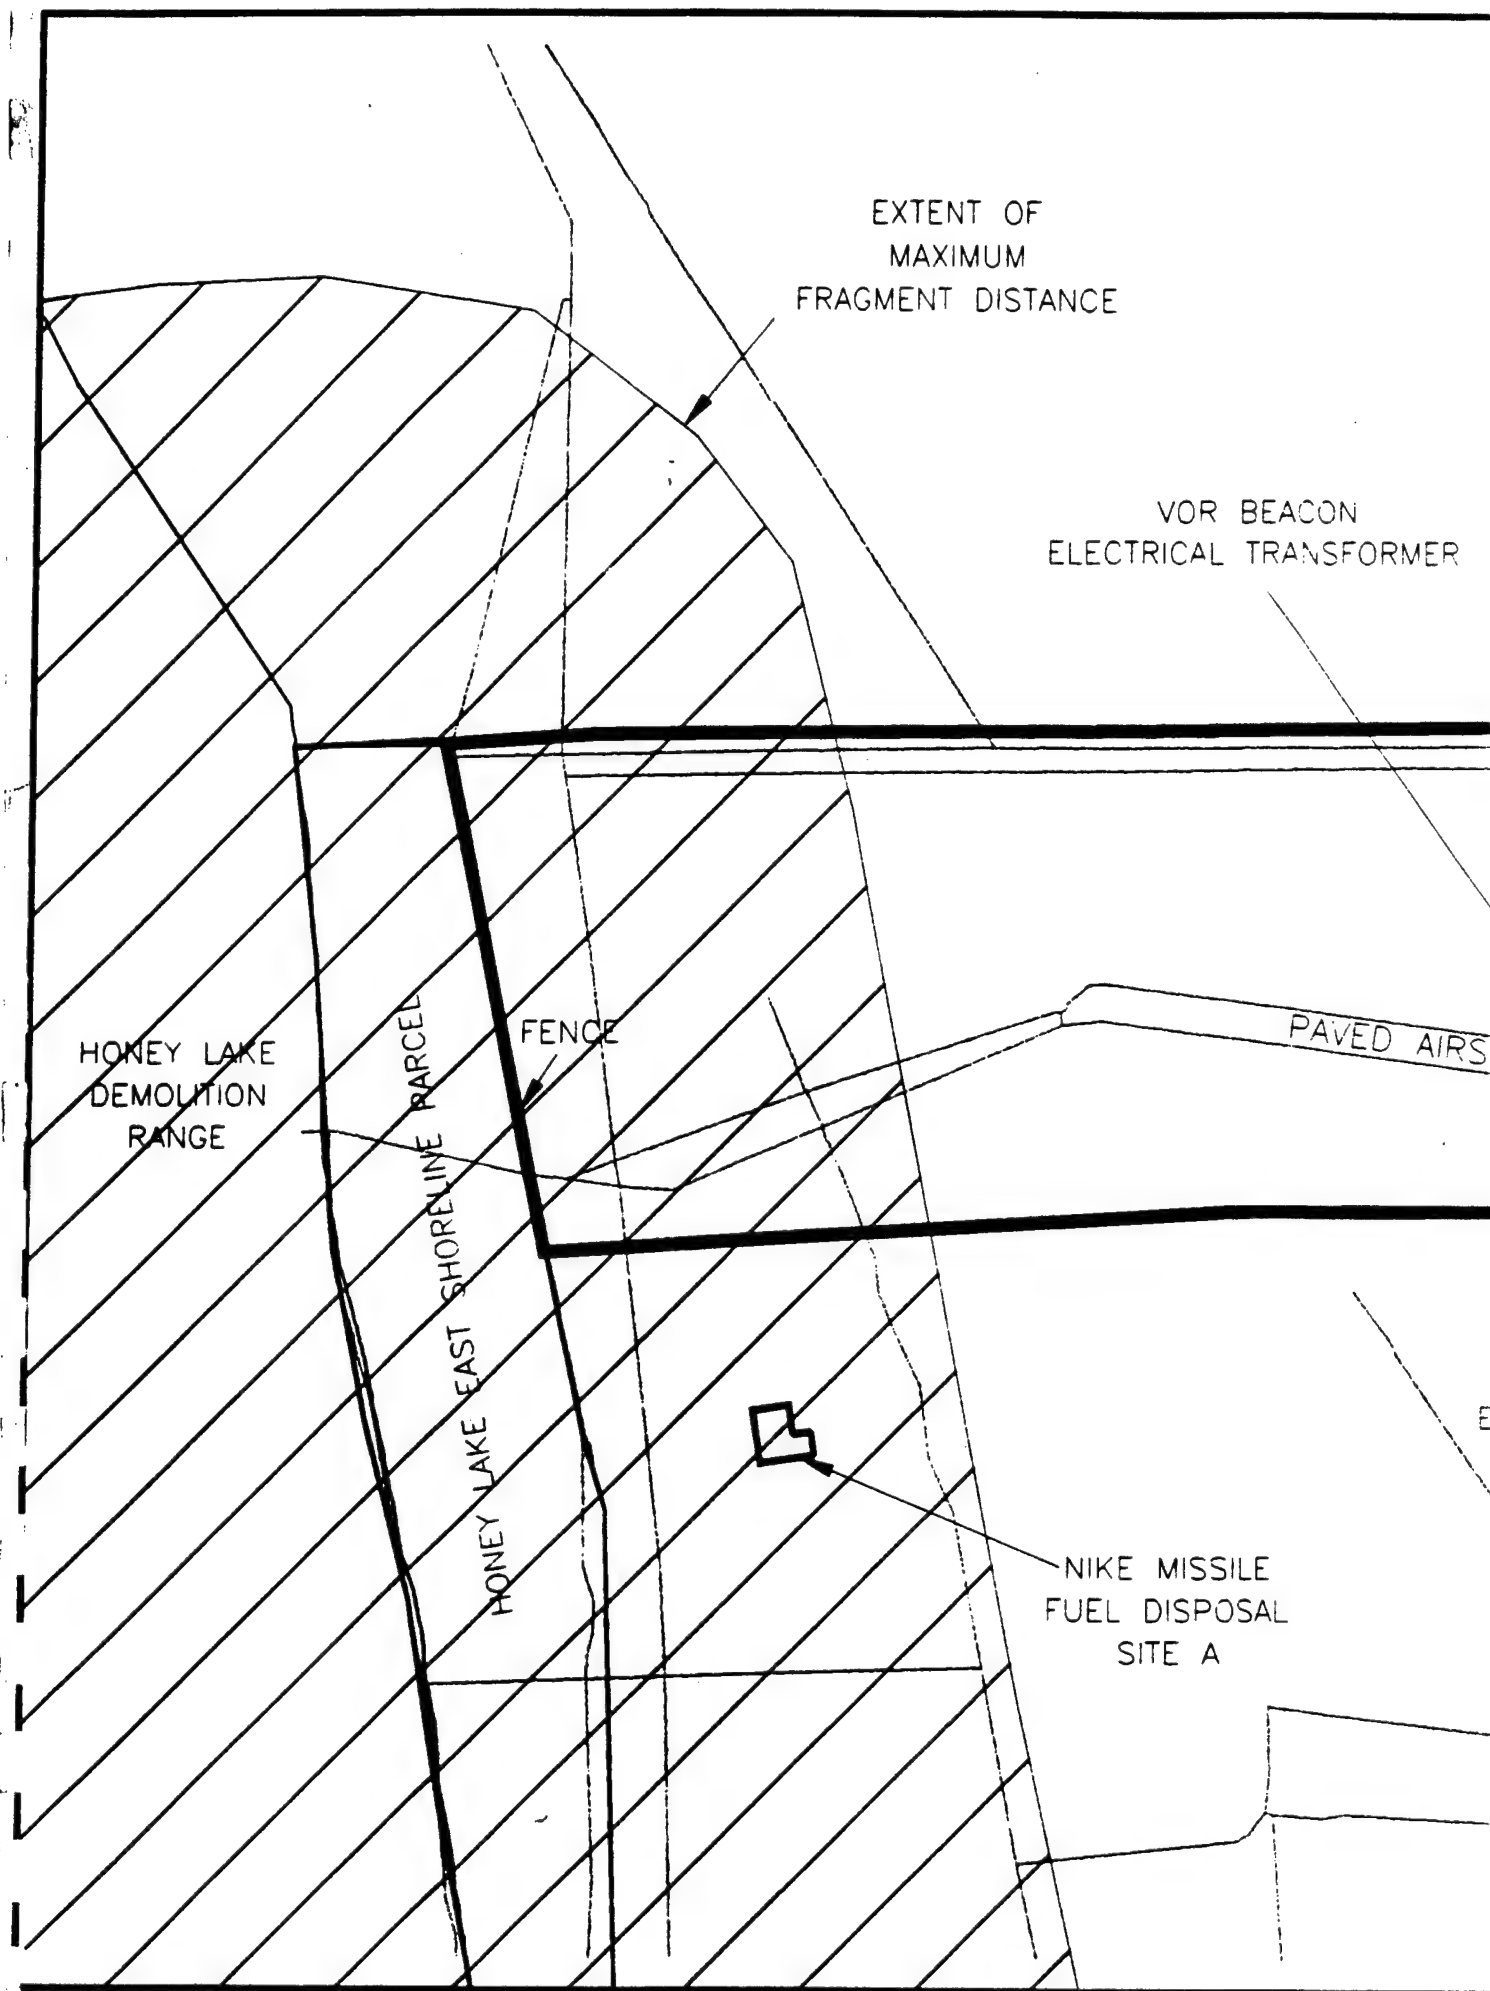 EXTENT OF
MAXIMUM
FRAGMENT DISTANCE
VOR BEACON
ELECTRICAL TRANSFORMER
HONEY LAKE
DEMOLITION
RANGE
HONEY LAKE EAST SHORELINE PARCEL
FENCE
PAVED AIRS
E
NIKE MISSILE
FUEL DISPOSAL
SITE A